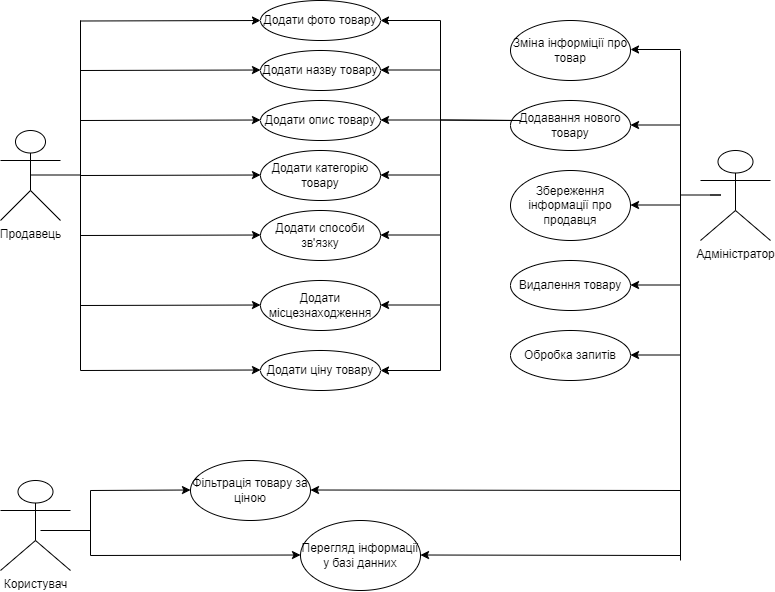 Додати фото товару
Додати назву товару
Додати опис товару
Додати категорію
товару
Додати способи
зв'язку
Додати
місцезнаходження
Додати ціну товару
Зміна інформіції про
товар
Додавання нового
товару
Збереження
інформації про
продавця
Видалення товару
Обробка запитів
Продавець
Адміністратор
Фільтрація товару за
ціною
Перегляд інформації
у базі данних
Користувач